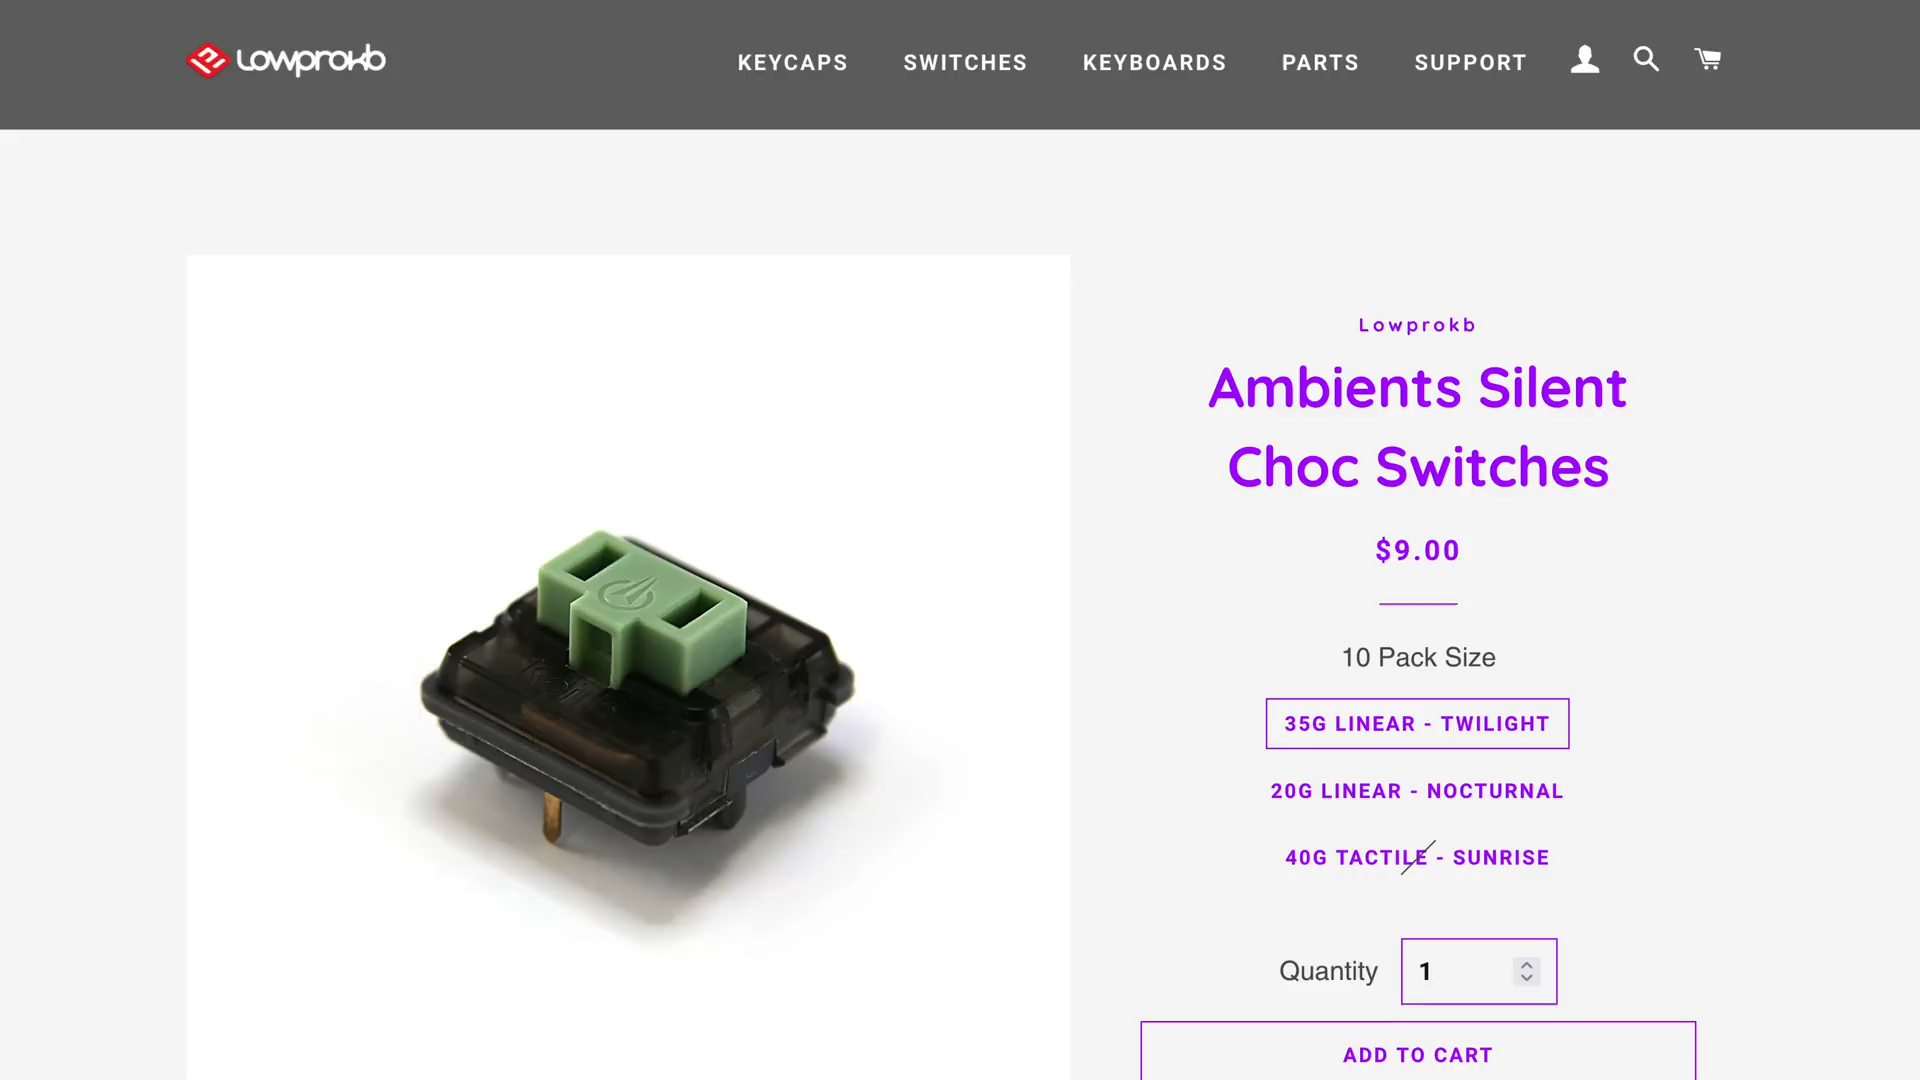 Lowprokb
KEYCAPS
SWITCHES
KEYBOARDS
PARTS
SUPPORT
Lowprokb
Ambients Silent
Choc Switches
$9.00
10 Pack Size
35G LINEAR - TWILIGHT
20G LINEAR - NOCTURNAL
40G TACTILE - SUNRISE
Quantity
1
ADD TO CART